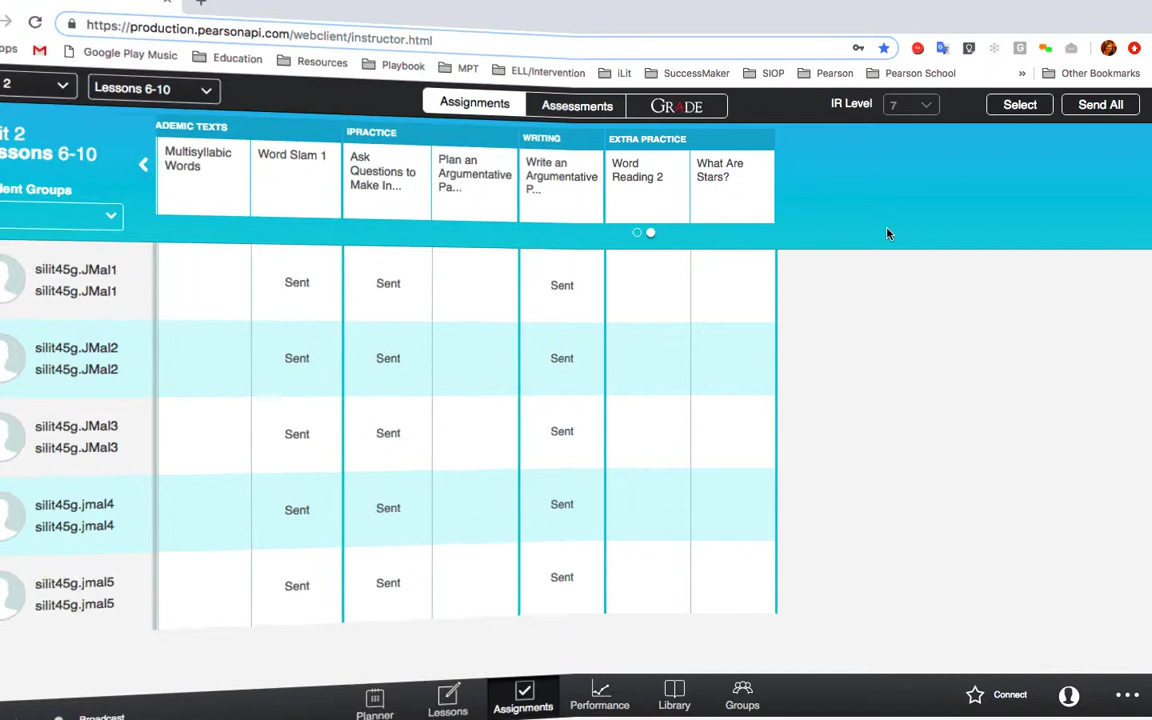 https://production.pearsonapi.com/webclient/instructor.html
Google Play Music
Education
Resources
Playbook
MPT
ELL/Intervention
iLit
SuccessMaker
SIOP
Pearson
Pearson School
»
Other Bookmarks
2
Lessons 6-10
Assignments
Assessments
GRADE
IR Level
7
Select
Send All
it 2
ssons 6-10
lent Groups
ADEMIC TEXTS
IPRACTICE
WRITING
EXTRA PRACTICE
Multisyllabic
Words
Word Slam 1
Ask
Questions to
Make In...
Plan an
Argumentative
Pa...
Write an
Argumentative
P...
Word
Reading 2
What Are
Stars?
silit45g.JMal1
silit45g.JMal1
Sent
Sent
Sent
silit45g.JMal2
silit45g.JMal2
Sent
Sent
Sent
silit45g.JMal3
silit45g.JMal3
Sent
Sent
Sent
silit45g.jmal4
silit45g.jmal4
Sent
Sent
Sent
silit45g.jmal5
silit45g.jmal5
Sent
Sent
Sent
Broadcast
Planner
Lessons
Assignments
Performance
Library
Groups
Connect